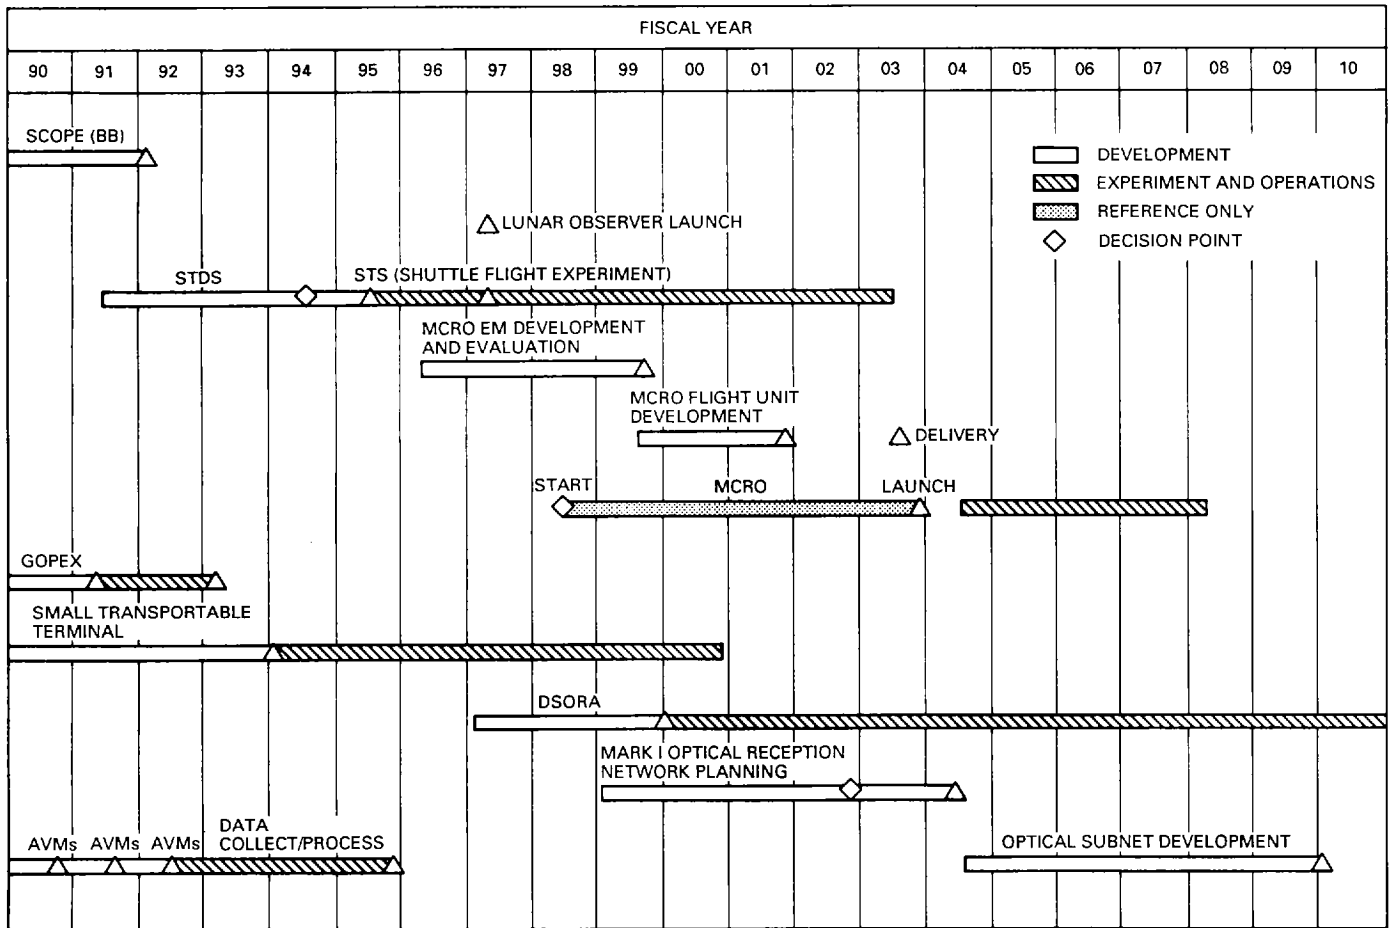 FISCAL YEAR
90 91 92 93 94 95 96 97 98 99 00 01 02 03 04 05 06 07 08 09 10
SCOPE (BB)
DEVELOPMENT
EXPERIMENT AND OPERATIONS
REFERENCE ONLY
DECISION POINT
LUNAR OBSERVER LAUNCH
STDS
STS (SHUTTLE FLIGHT EXPERIMENT)
MCRO EM DEVELOPMENT
AND EVALUATION
MCRO FLIGHT UNIT
DEVELOPMENT
DELIVERY
START
MCRO
LAUNCH
GOPEX
SMALL TRANSPORTABLE
TERMINAL
DSORA
MARK I OPTICAL RECEPTION
NETWORK PLANNING
AVMs AVMs AVMs
DATA
COLLECT/PROCESS
OPTICAL SUBNET DEVELOPMENT